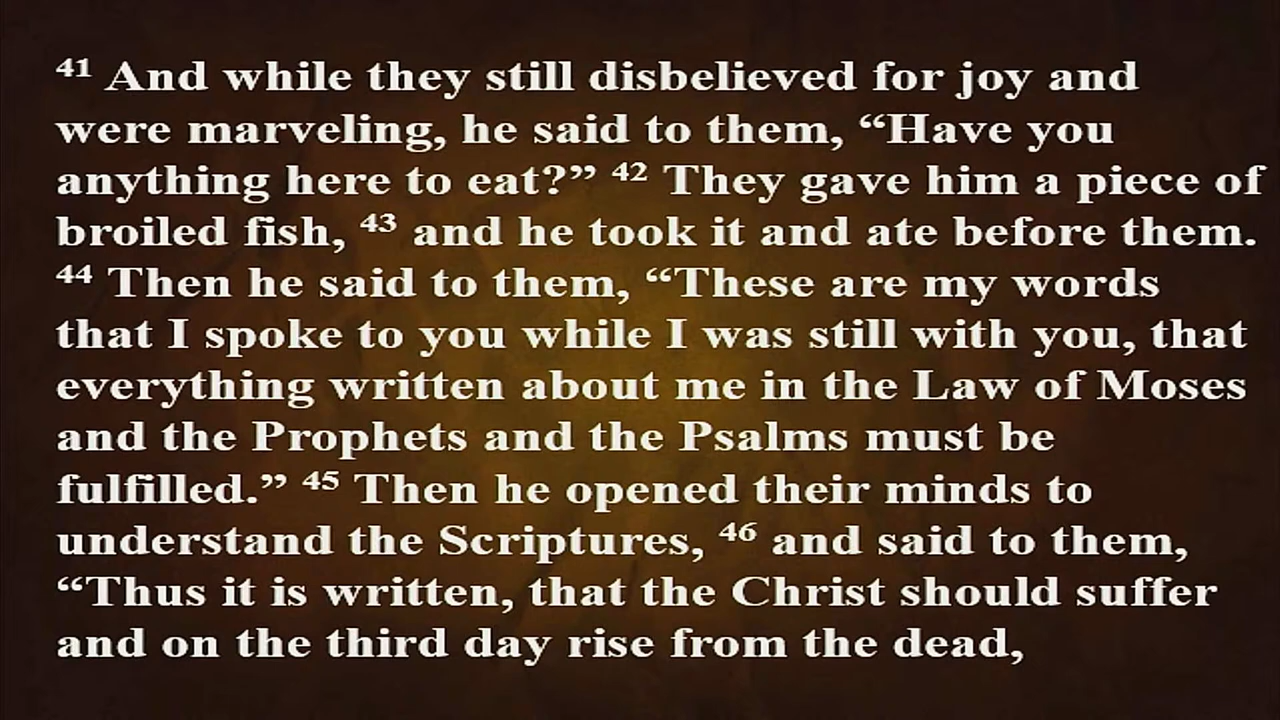 41 And while they still disbelieved for joy and
were marveling, he said to them, “Have you
anything here to eat?” 42 They gave him a piece of
broiled fish, 43 and he took it and ate before them.
44 Then he said to them, “These are my words
that I spoke to you while I was still with you, that
everything written about me in the Law of Moses
and the Prophets and the Psalms must be
fulfilled.” 45 Then he opened their minds to
understand the Scriptures, 46 and said to them,
“Thus it is written, that the Christ should suffer
and on the third day rise from the dead,